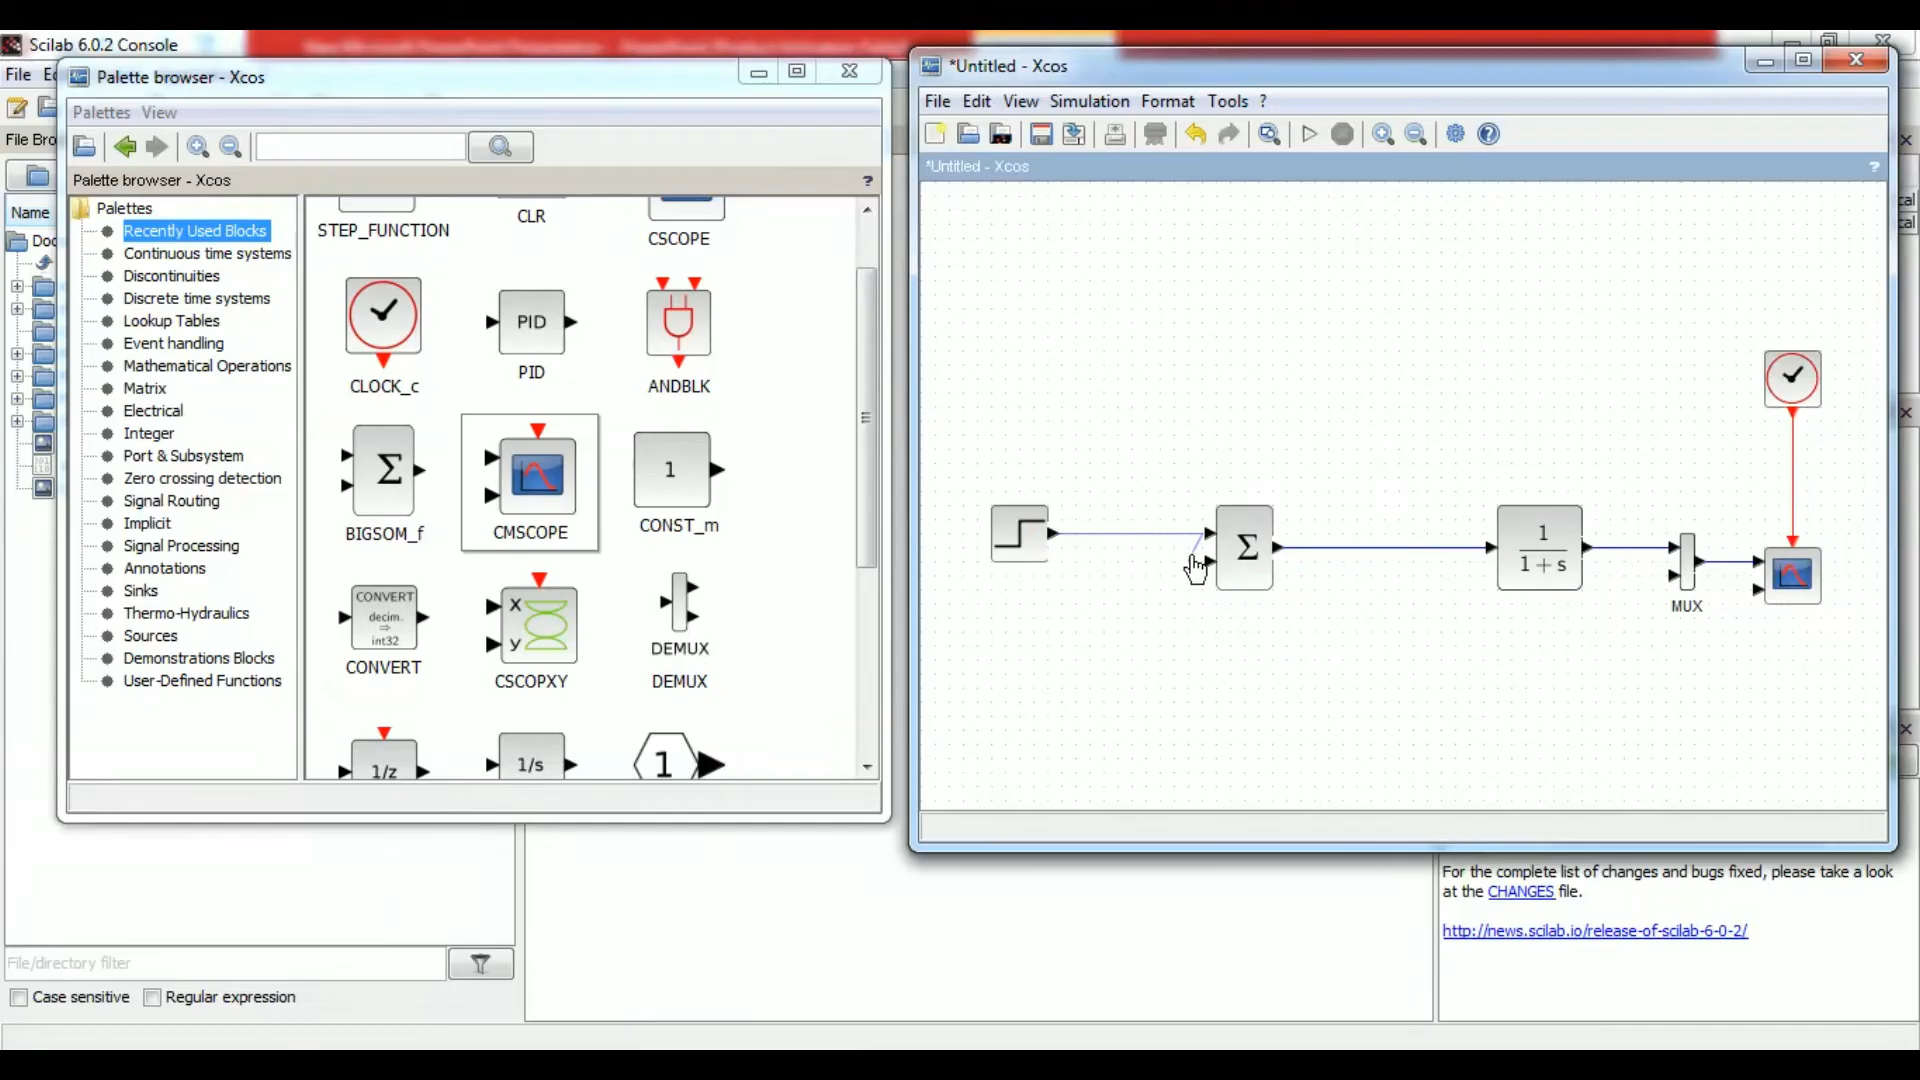 Scilab 6.0.2 Console
File
File Bro
Name
Doc
Palette browser - Xcos
Palettes View
Palette browser - Xcos
?
Palettes
Recently Used Blocks
Continuous time systems
Discontinuities
Discrete time systems
Lookup Tables
Event handling
Mathematical Operations
Matrix
Electrical
Integer
Port & Subsystem
Zero crossing detection
Signal Routing
Implicit
Signal Processing
Annotations
Sinks
Thermo-Hydraulics
Sources
Demonstrations Blocks
User-Defined Functions
STEP_FUNCTION
CLR
CSCOPE
CLOCK_c
PID
PID
ANDBLK
Σ
BIGSOM_f
CMSCOPE
1
CONST_m
CONVERT
decim.
⇒
int32
CONVERT
X
Y
CSCOPXY
DEMUX
DEMUX
1/z
1/s
1
*Untitled - Xcos
File Edit View Simulation Format Tools ?
*Untitled - Xcos
?
Σ
1
1+s
MUX
File/directory filter
Case sensitive
Regular expression
For the complete list of changes and bugs fixed, please take a look
at the CHANGES file.
http://news.scilab.io/release-of-scilab-6-0-2/